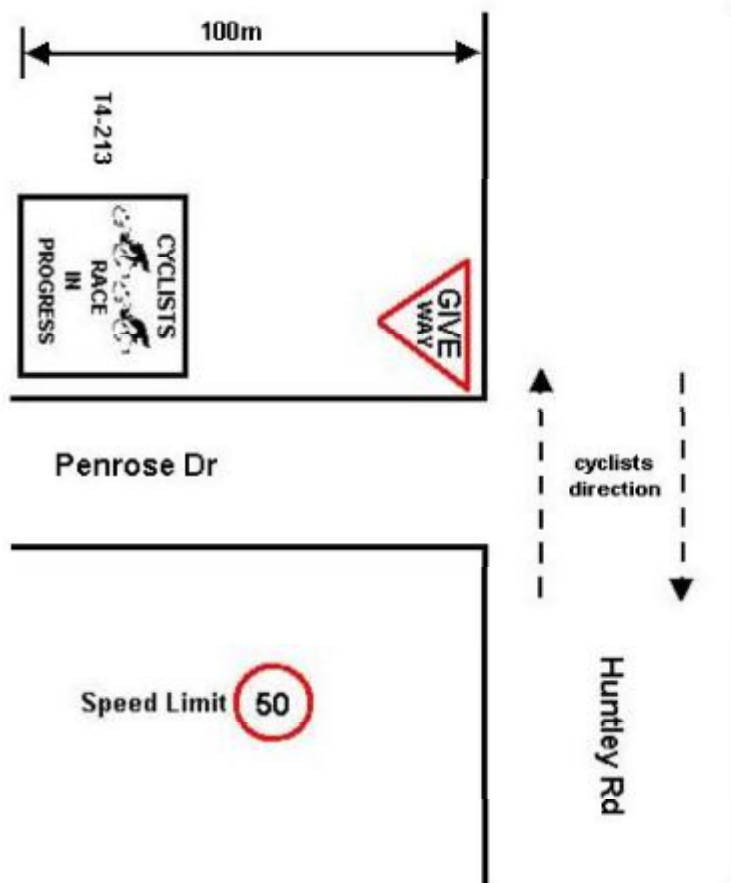 100m
T4-213
CYCLISTS
RACE
IN
PROGRESS
GIVE
WAY
Penrose Dr
cyclists
direction
Speed Limit 50
Huntley Rd